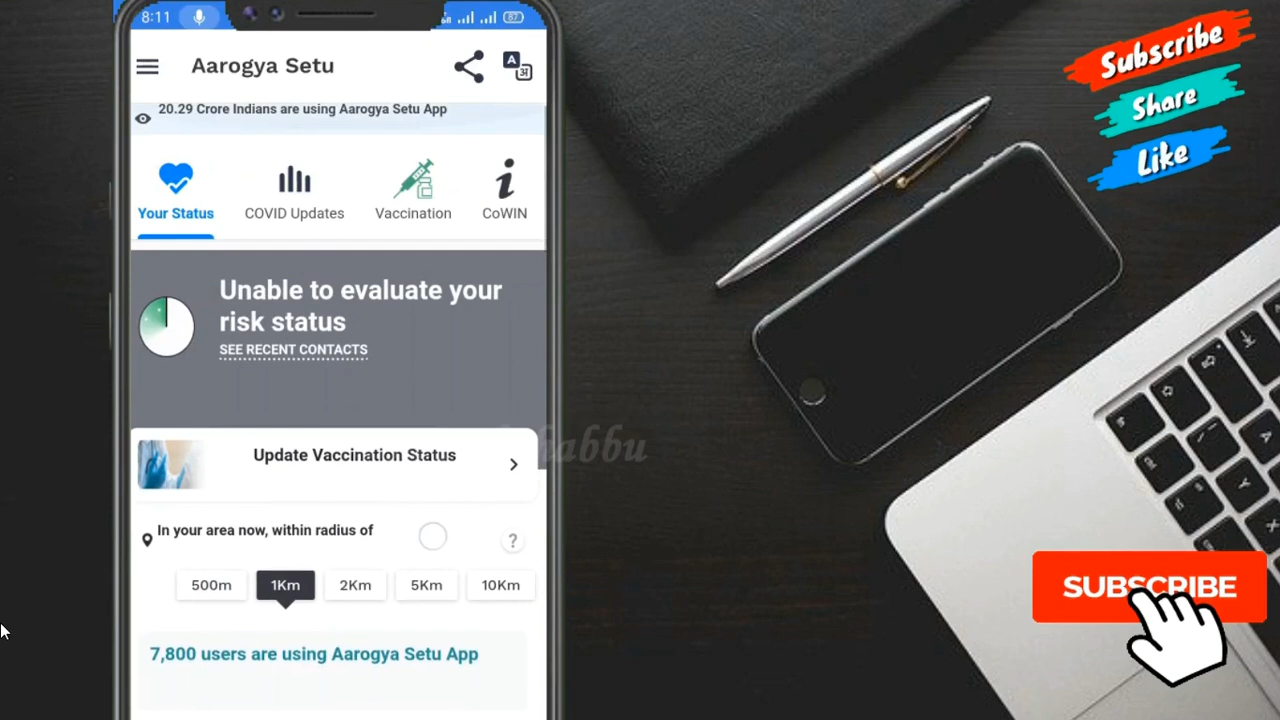 8:11
87
Aarogya Setu
A
अ
20.29 Crore Indians are using Aarogya Setu App
Your Status
COVID Updates
Vaccination
CoWIN
Unable to evaluate your
risk status
SEE RECENT CONTACTS
Update Vaccination Status
In your area now, within radius of
?
500m
1Km
2Km
5Km
10Km
7,800 users are using Aarogya Setu App
Subscribe
Share
Like
SUBSCRIBE